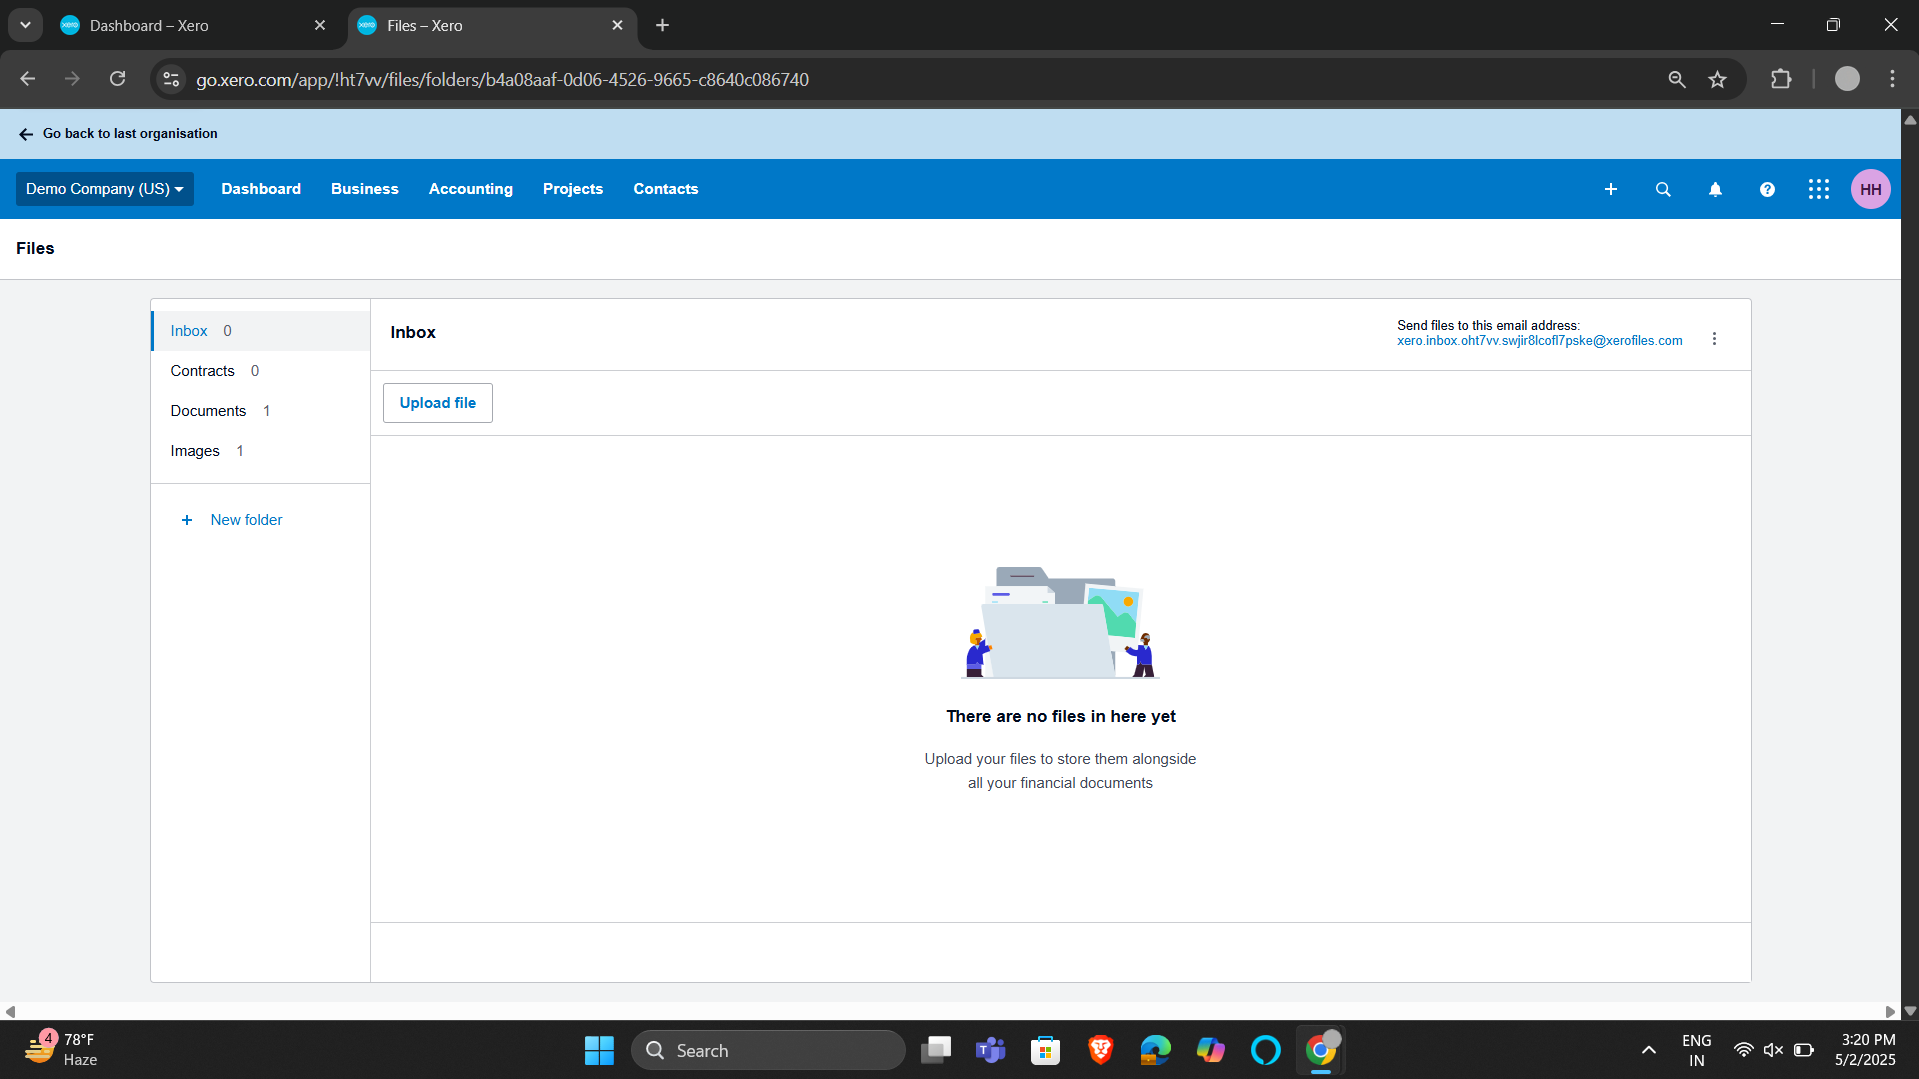 Dashboard – Xero
Files – Xero
go.xero.com/app/!ht7vv/files/folders/b4a08aaf-0d06-4526-9665-c8640c086740
Go back to last organisation
Demo Company (US)
Dashboard
Business
Accounting
Projects
Contacts
HH
Files
Inbox 0
Contracts 0
Documents 1
Images 1
New folder
Inbox
Send files to this email address:
xero.inbox.oht7vv.swjir8lcofl7pske@xerofiles.com
Upload file
There are no files in here yet
Upload your files to store them alongside
all your financial documents
4
78°F
Haze
Search
ENG
IN
3:20 PM
5/2/2025